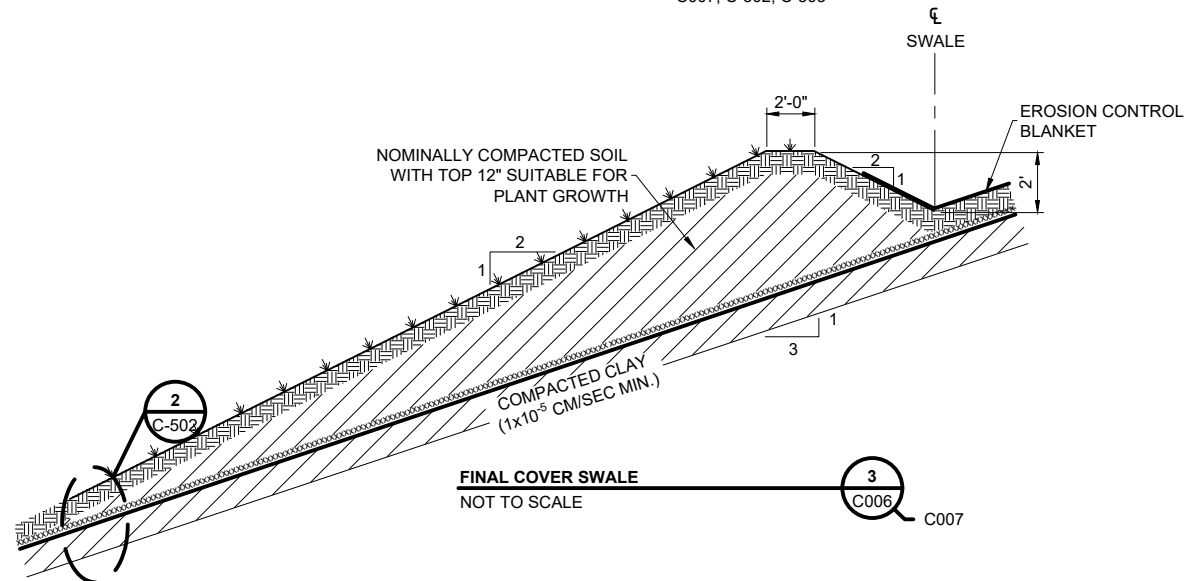 ℄
SWALE
2'-0"
EROSION CONTROL
BLANKET
NOMINALLY COMPACTED SOIL
WITH TOP 12" SUITABLE FOR
PLANT GROWTH
2
1
2'
2
1
1
3
COMPACTED CLAY
(1x10⁻⁵ CM/SEC MIN.)
2
C-502
FINAL COVER SWALE
NOT TO SCALE
3
C006
C007